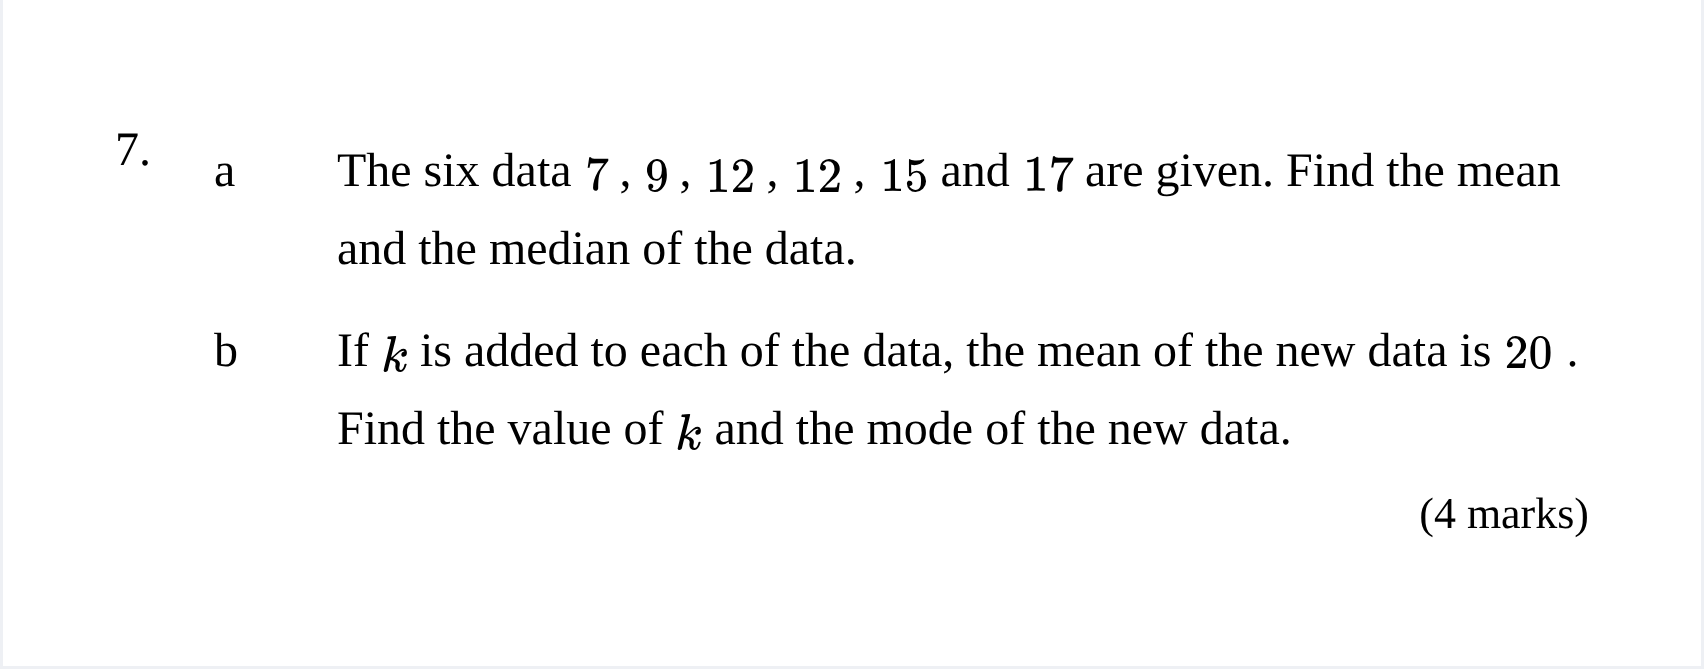 7.
a The six data 7 , 9 , 12 , 12 , 15 and 17 are given. Find the mean
and the median of the data.
b If k is added to each of the data, the mean of the new data is 20 .
Find the value of k and the mode of the new data.
(4 marks)